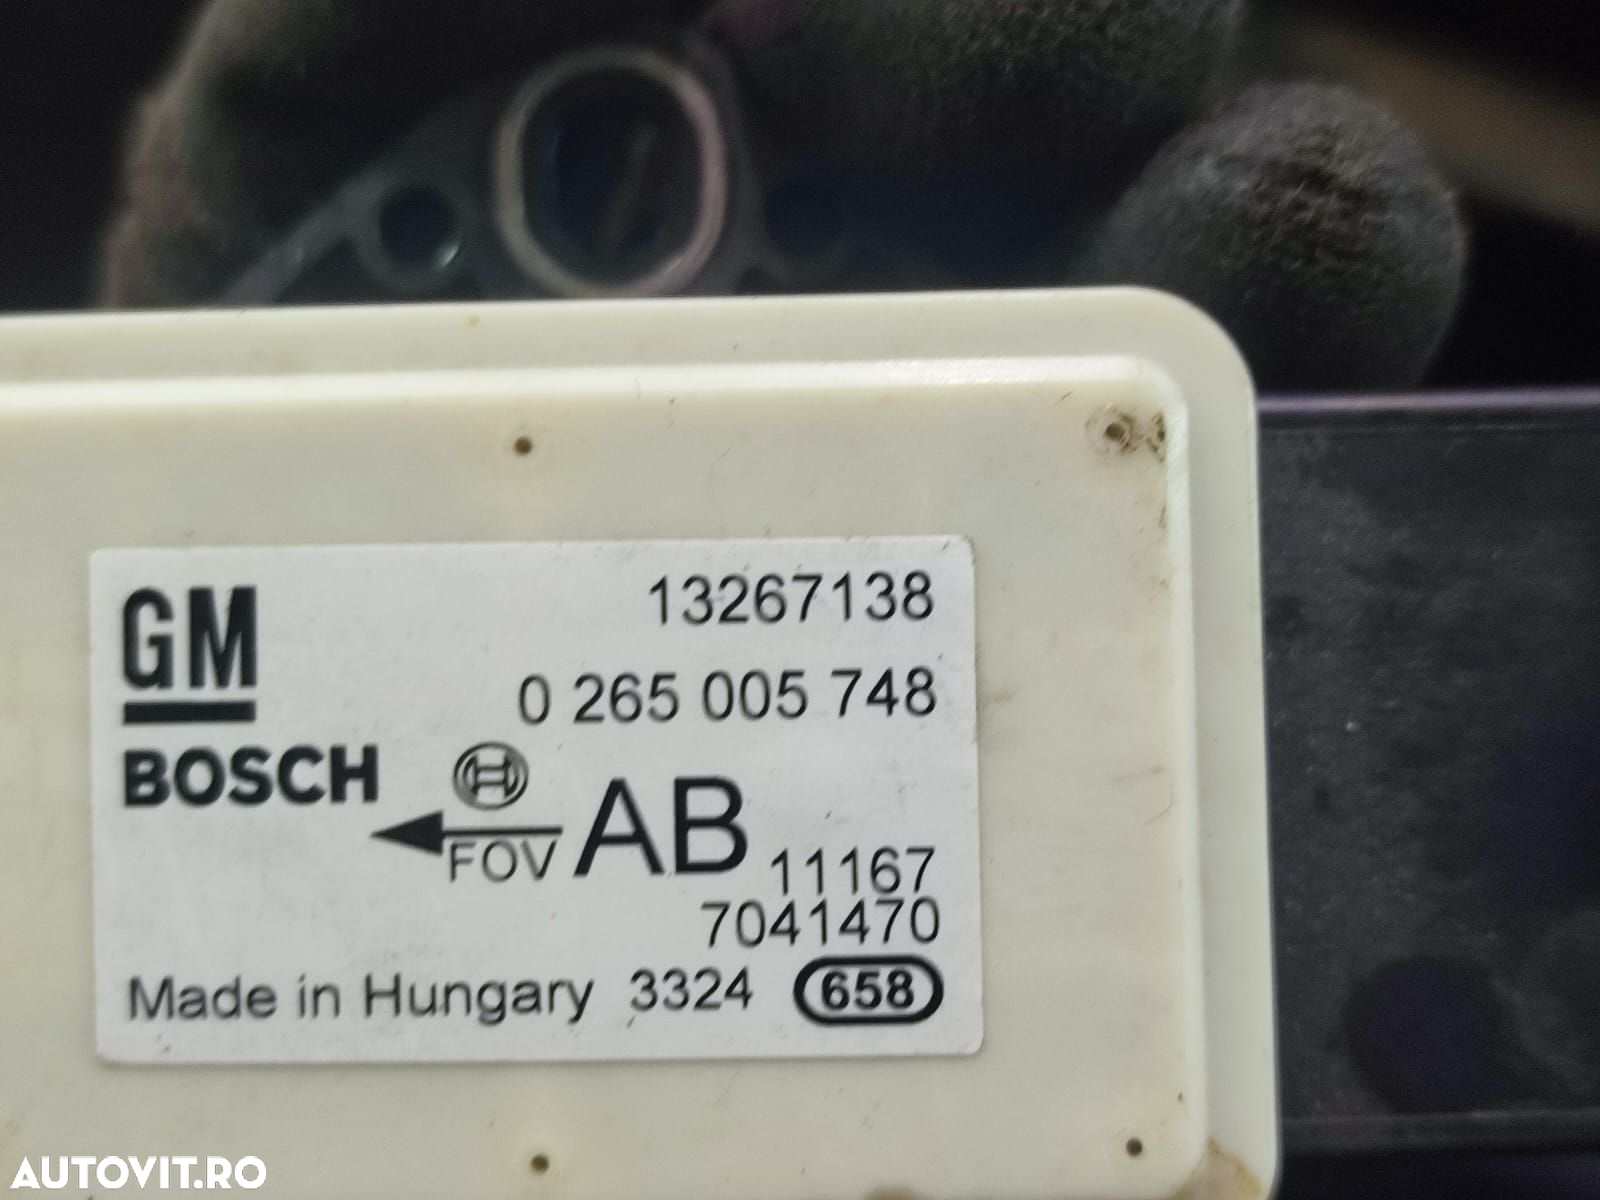 GM
13267138
0 265 005 748
BOSCH
FOV
AB
11167
7041470
Made in Hungary 3324 658
AUTOVIT.RO